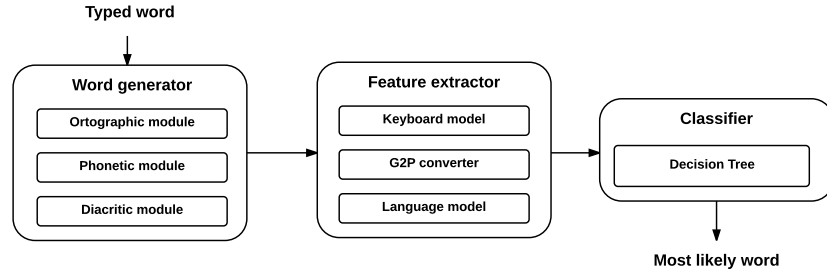 Typed word
Word generator
Ortographic module
Phonetic module
Diacritic module
Feature extractor
Keyboard model
G2P converter
Language model
Classifier
Decision Tree
Most likely word